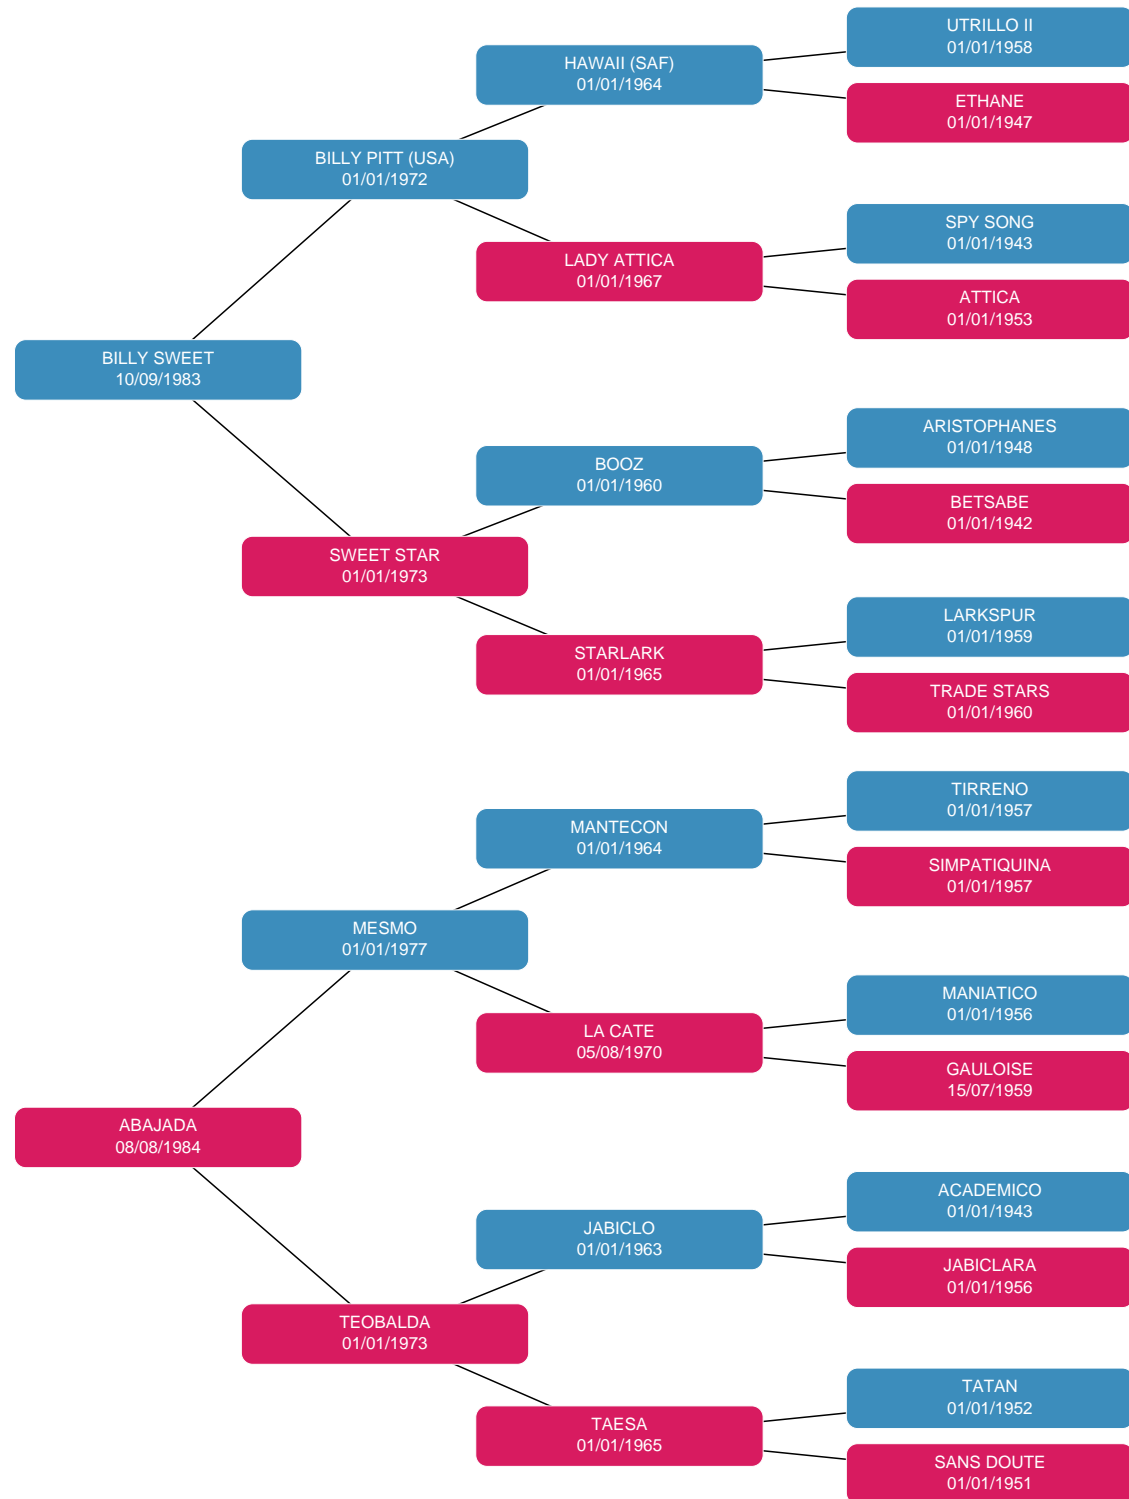 UTRILLO II
01/01/1958
HAWAII (SAF)
01/01/1964
ETHANE
01/01/1947
BILLY PITT (USA)
01/01/1972
SPY SONG
01/01/1943
LADY ATTICA
01/01/1967
ATTICA
01/01/1953
BILLY SWEET
10/09/1983
ARISTOPHANES
01/01/1948
BOOZ
01/01/1960
BETSABE
01/01/1942
SWEET STAR
01/01/1973
LARKSPUR
01/01/1959
STARLARK
01/01/1965
TRADE STARS
01/01/1960
TIRRENO
01/01/1957
MANTECON
01/01/1964
SIMPATIQUINA
01/01/1957
MESMO
01/01/1977
MANIATICO
01/01/1956
LA CATE
05/08/1970
GAULOISE
15/07/1959
ABAJADA
08/08/1984
ACADEMICO
01/01/1943
JABICLO
01/01/1963
JABICLARA
01/01/1956
TEOBALDA
01/01/1973
TATAN
01/01/1952
TAESA
01/01/1965
SANS DOUTE
01/01/1951